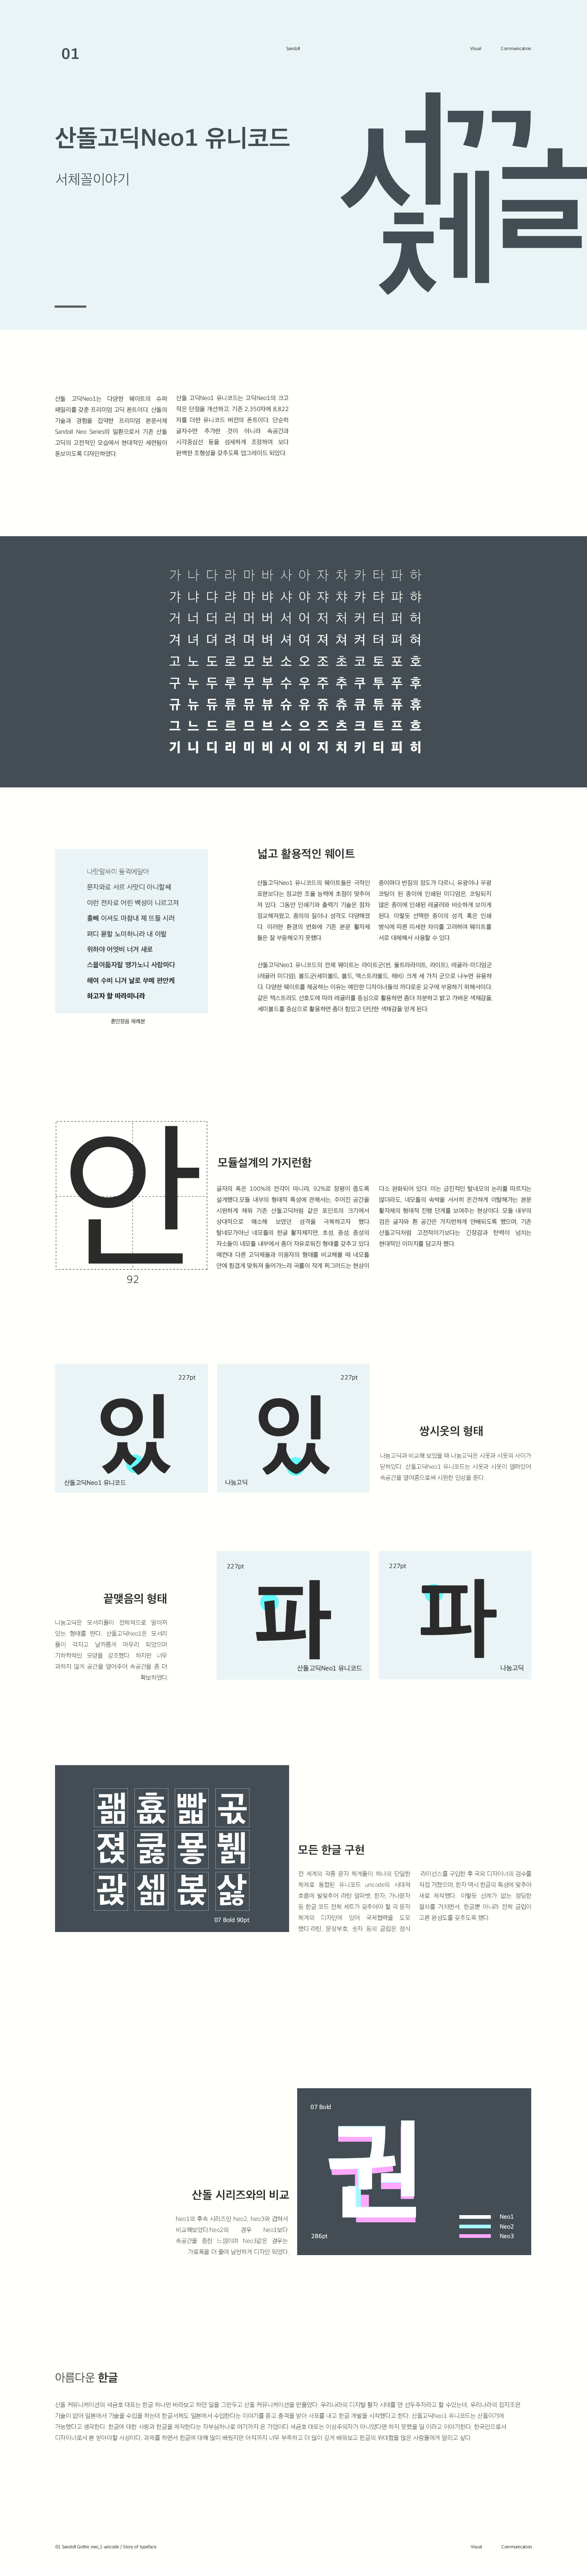 01
Sandoll
Visual
Communication
산돌고딕Neo1 유니코드
서체꼴이야기
서체
꼴
산돌 고딕Neo1는 다양한 웨이트의 슈퍼
패밀리를 갖춘 프리미엄 고딕 폰트이다. 산돌의
기술과 경험을 집약한 프리미엄 본문서체
Sandoll Neo Series의 일환으로서 기존 산돌
고딕의 고전적인 모습에서 현대적인 세련됨이
돋보이도록 디자인하였다.
산돌 고딕Neo1 유니코드는 고딕Neo1의 크고
작은 단점을 개선하고, 기존 2,350자에 8,822
자를 더한 유니코드 버전의 폰트이다. 단순히
글자수만 추가한 것이 아니라 속공간과
시각중심선 등을 섬세하게 조정하여 보다
완벽한 조형성을 갖추도록 업그레이드 되었다.
가 나 다 라 마 바 사 아 자 차 카 타 파 하
갸 냐 댜 랴 먀 뱌 샤 야 쟈 챠 캬 탸 퍄 햐
거 너 더 러 머 버 서 어 저 처 커 터 퍼 허
겨 녀 뎌 려 며 벼 셔 여 져 쳐 켜 텨 펴 혀
고 노 도 로 모 보 소 오 조 초 코 토 포 호
구 누 두 루 무 부 수 우 주 추 쿠 투 푸 후
규 뉴 듀 류 뮤 뷰 슈 유 쥬 츄 큐 튜 퓨 휴
그 느 드 르 므 브 스 으 즈 츠 크 트 프 흐
기 니 디 리 미 비 시 이 지 치 키 티 피 히
나랏말싸미 듕귁에달아
문자와로 서르 사맛디 아니할쎄
이런 전차로 어린 백성이 니르고져
홀빼 이셔도 마침내 제 뜨들 시러
펴디 몯할 노미하니라 내 이랄
위하야 어엿비 너겨 새로
스믈여듧자랄 맹가노니 사람마다
해여 수비 니겨 날로 쑤메 편안케
하고자 할 따라미니라
훈민정음 해례본
넓고 활용적인 웨이트
산돌고딕Neo1 유니코드의 웨이트들은 극적인
표현보다는 정교한 조율 능력에 초점이 맞추어
져 있다. 그동안 인쇄기와 출력기 기술은 점차
정교해져왔고, 종의의 질이나 성격도 다양해졌
다. 이러한 환경의 변화에 기존 본문 활자체
들은 잘 부응해오지 못했다.
종이마다 번짐의 정도가 다르니, 유광이나 무광
코팅이 된 종이에 인쇄된 미디엄은, 코팅되지
않은 종이에 인쇄된 레귤러와 비슷하게 보이게
된다. 이렇듯 선택한 종이의 성격, 혹은 인쇄
방식에 따른 미세한 차이를 고려하여 웨이트를
서로 대체해서 사용할 수 있다.
산돌고딕Neo1 유니코드의 전체 웨이트는 라이트군(씬, 울트라라이트, 라이트), 레귤러-미디엄군
(레귤러 미디엄), 볼드군(세미볼드, 볼드, 엑스트라볼드, 헤비) 크게 세 가지 군으로 나누면 유용하
다. 다양한 웨이트를 제공하는 이유는 예민한 디자이너들의 까다로운 요구에 부응하기 위해서이다.
같은 텍스트라도 선호도에 따라 레귤러를 중심으로 활용하면 좀더 차분하고 밝고 가벼운 색채감을,
세미볼드를 중심으로 활용하면 좀더 힘있고 단단한 색채감을 얻게 된다.
안
92
모듈설계의 가지런함
글자의 폭은 100%의 전각이 아니라, 92%로 장평이 좁도록
설계했다.모듈 내부의 형태적 특성에 관해서는, 주어진 공간을
시원하게 채워 기존 산돌고딕처럼 같은 포인트의 크기에서
상대적으로 왜소해 보였던 성격을 극복하고자 했다.
탈네모가아닌 네모틀의 한글 활자체지만, 초성, 중성, 종성의
자소들이 네모틀 내부에서 좀더 자유로워진 형태를 갖추고 있다.
예컨대 다른 고딕체들과 이응자의 형태를 비교해볼 때 네모틀
안에 힘겹게 맞춰져 들어가느라 곡률이 작게 찌그러드는 현상이
다소 완화되어 있다. 이는 급진적인 탈네모의 논리를 따르지는
않더라도, 네모틀의 속박을 서서히 은근하게 이탈해가는 본문
활자체의 형태적 진행 단계를 보여주는 현상이다. 모듈 내부의
검은 글자와 흰 공간은 가지런하게 안배되도록 했으며, 기존
산돌고딕처럼 고전적이기보다는 긴장감과 탄력이 넘치는
현대적인 이미지를 담고자 했다.
227pt
있
산돌고딕Neo1 유니코드
227pt
있
나눔고딕
쌍시옷의 형태
나눔고딕과 비교해 보았을 때 나눔고딕은 시옷과 시옷의 사이가
닫혀있다. 산돌고딕Neo1 유니코드는 시옷과 시옷이 열려있어
속공간을 열여줌으로써 시원한 인상을 준다.
끝맺음의 형태
나눔고딕은 모서리들이 전체적으로 말아져
있는 형태를 띤다. 산돌고딕Neo1은 모서리
들이 각지고 날카롭게 마무리 되었으며
기하학적인 모양을 강조했다. 하지만 너무
과하지 않게 공간을 열어주어 속공간을 좀 더
확보하였다.
227pt
파
산돌고딕Neo1 유니코드
227pt
파
나눔고딕
07 Bold 90pt
모든 한글 구현
전 세계의 각종 문자 체계들이 하나의 단일한
체제로 통합된 유니코드 unicode의 시대적
흐름에 발맞추어 라틴 알파벳, 한자, 가나문자
등 한글 코드 전체 세트가 갖추어야 할 각 문자
체계의 디자인에 있어 국제협력을 도모
했다.라틴, 문장부호, 숫자 등의 글립은 정식
라이선스를 구입한 후 국외 디자이너의 검수를
직접 거쳤으며, 한자 역시 한글의 특성에 맞추어
새로 제작했다. 이렇듯 선례가 없는 정당한
절차를 거치면서, 한글뿐 아니라 전체 글립이
고른 완성도를 갖추도록 했다.
07 Bold
권
286pt
Neo1
Neo2
Neo3
산돌 시리즈와의 비교
Neo1의 후속 시리즈인 Neo2, Neo3와 겹쳐서
비교해보았다.Neo2의 경우 Neo1보다
속공간을 좁힌 느낌이며 Neo3같은 경우는
가로폭을 더 줄여 날씬하게 디자인 되었다.
아름다운 한글
산돌 커뮤니케이션의 석금호 대표는 한글 하나만 바라보고 하던 일을 그만두고 산돌 커뮤니케이션을 만들었다. 우리나라의 디지털 활자 시대를 연 선두주자라고 할 수있는데, 우리나라의 잡지조판
기술이 없어 일본에서 기술을 수입을 하는데 한글서체도 일본에서 수입한다는 이야기를 듣고 충격을 받아 사표를 내고 한글 개발을 시작했다고 한다. 산돌고딕Neo1 유니코드는 산돌이기에
가능했다고 생각한다. 한글에 대한 사랑과 한글을 제작한다는 자부심하나로 여기까지 온 기업이다.석금호 대표는 이상주의자가 아니었다면 하지 못했을 일 이라고 이야기한다. 한국인으로서
디자이너로서 본 받아야할 사상이다. 과제를 하면서 한글에 대해 많이 배웠지만 아직까지 너무 부족하고 더 많이 깊게 배워보고 한글의 위대함을 많은 사람들에게 알리고 싶다.
01 Sandoll Gothic neo_1 unicode / Story of typeface
Visual
Communication